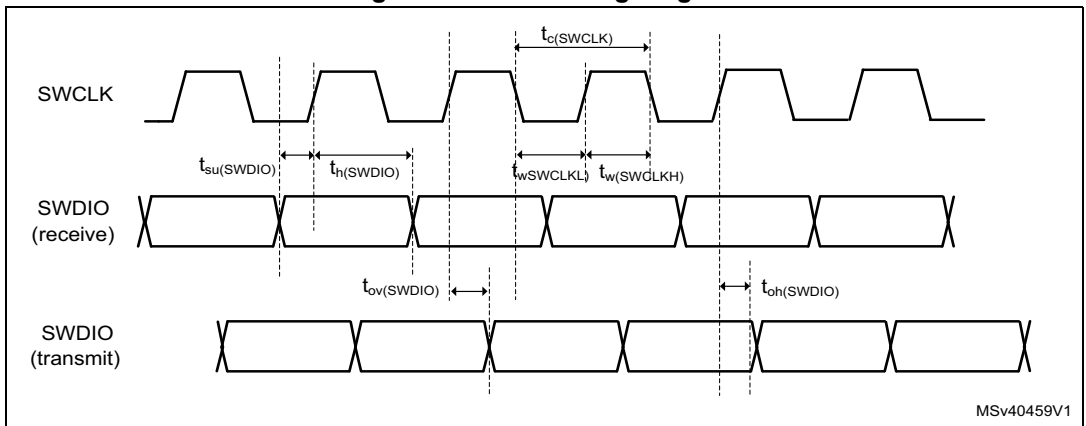 t_c(SWCLK)
SWCLK
t_su(SWDIO) t_h(SWDIO) t_wSWCLKL) t_w(SWCLKH)
SWDIO
(receive)
t_ov(SWDIO) t_oh(SWDIO)
SWDIO
(transmit)
MSv40459V1